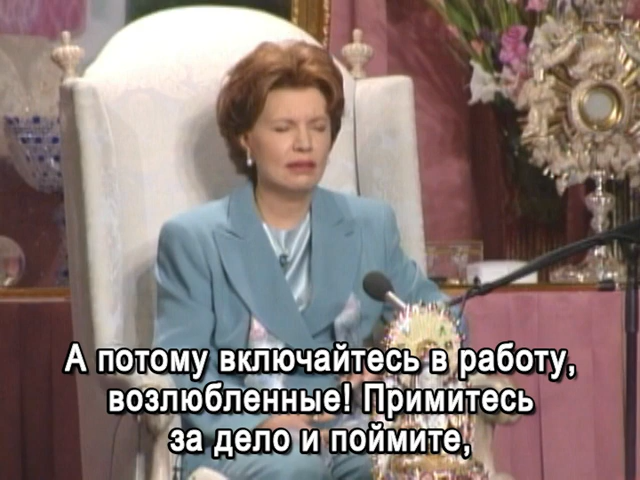 А потому включайтесь в работу,
возлюбленные! Примитесь
за дело и поймите,